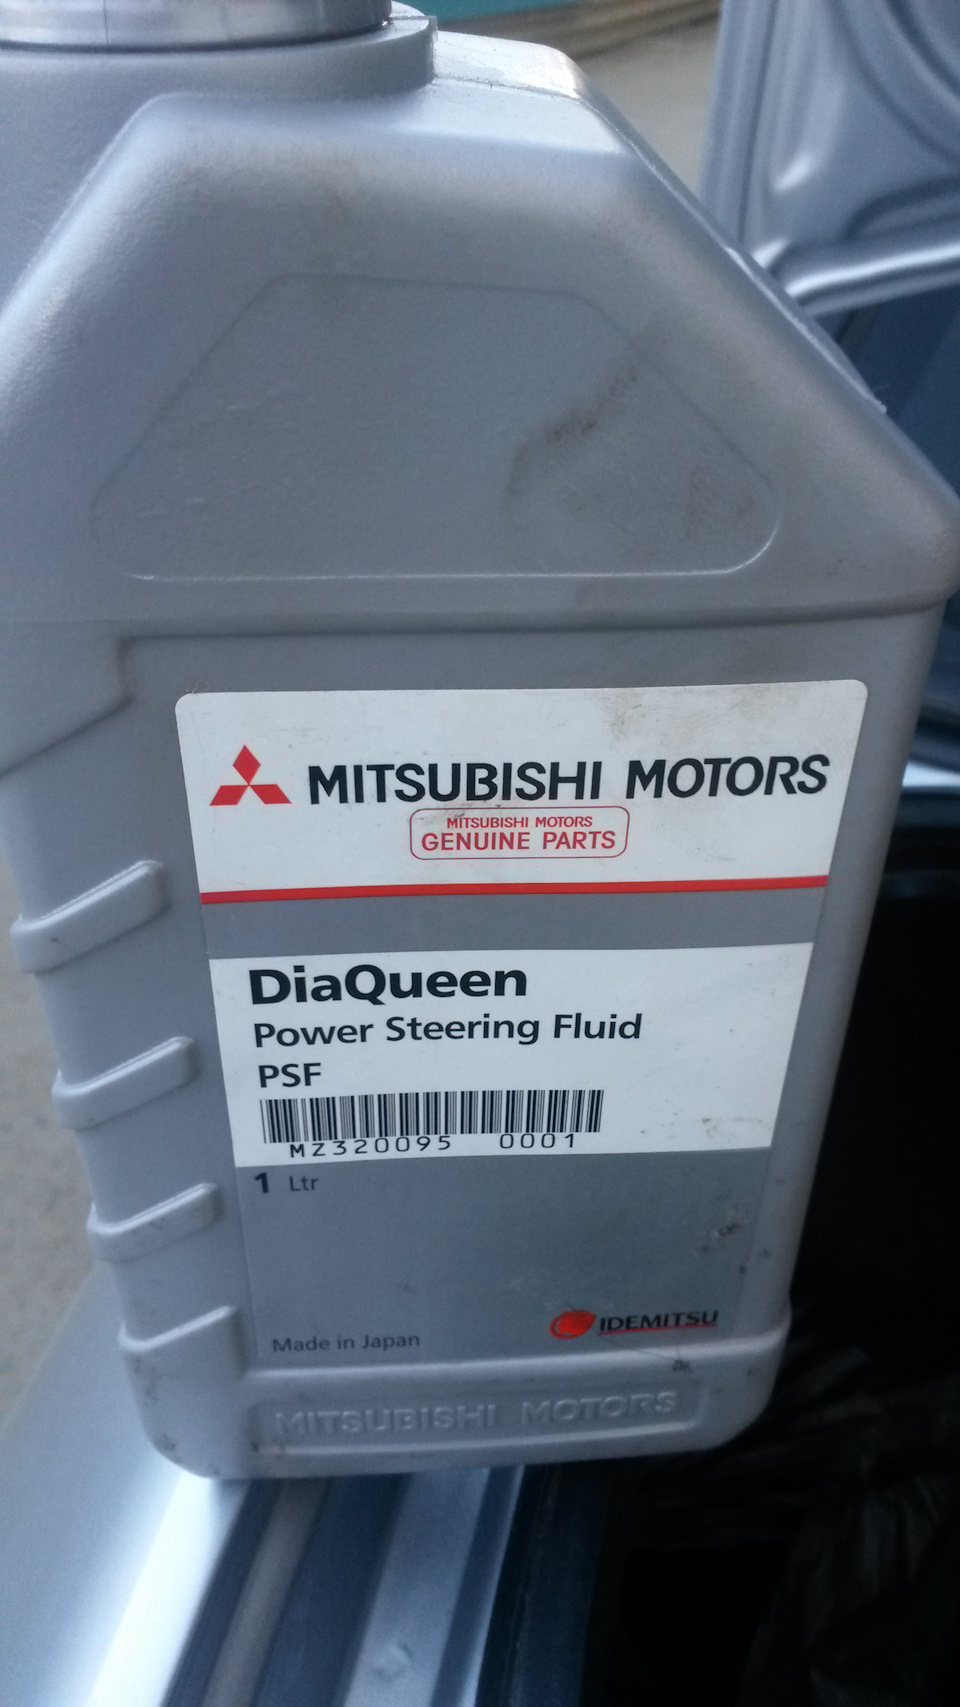 MITSUBISHI MOTORS
MITSUBISHI MOTORS
GENUINE PARTS
DiaQueen
Power Steering Fluid
PSF
MZ320095 0001
1 Ltr
IDEMITSU
Made in Japan
MITSUBISHI MOTORS